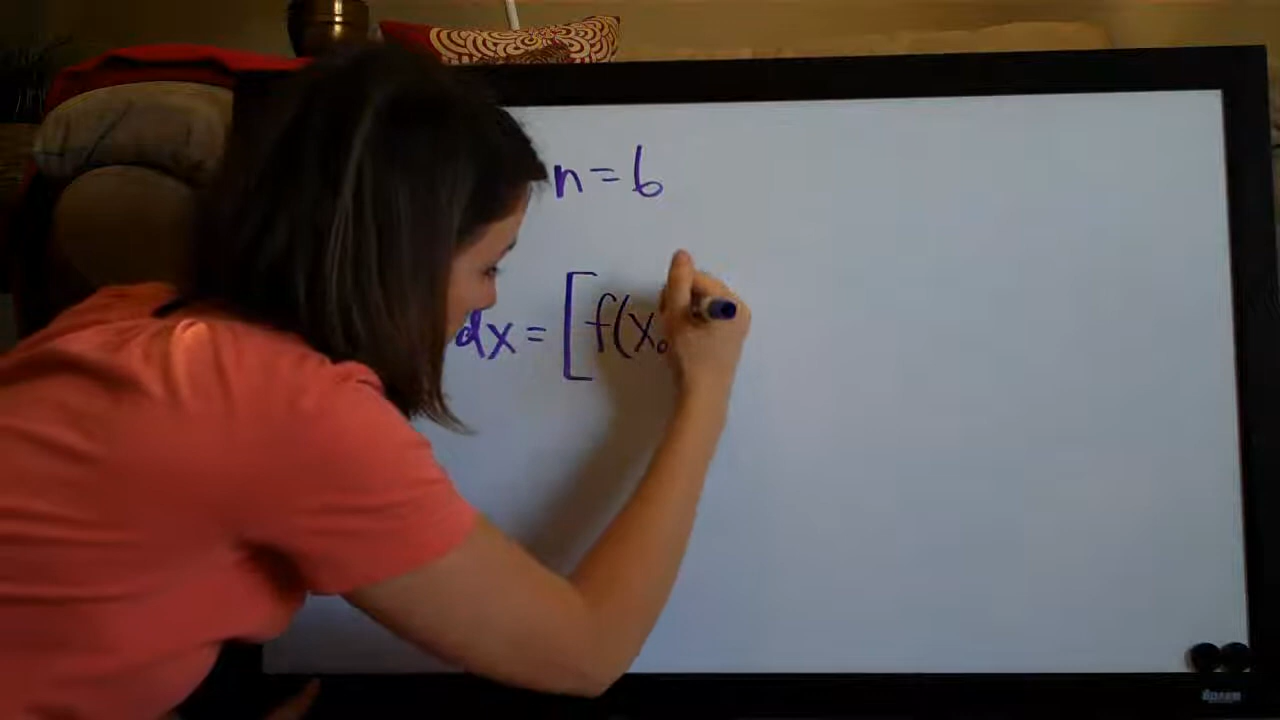 n = 6
dx = [f(x₀